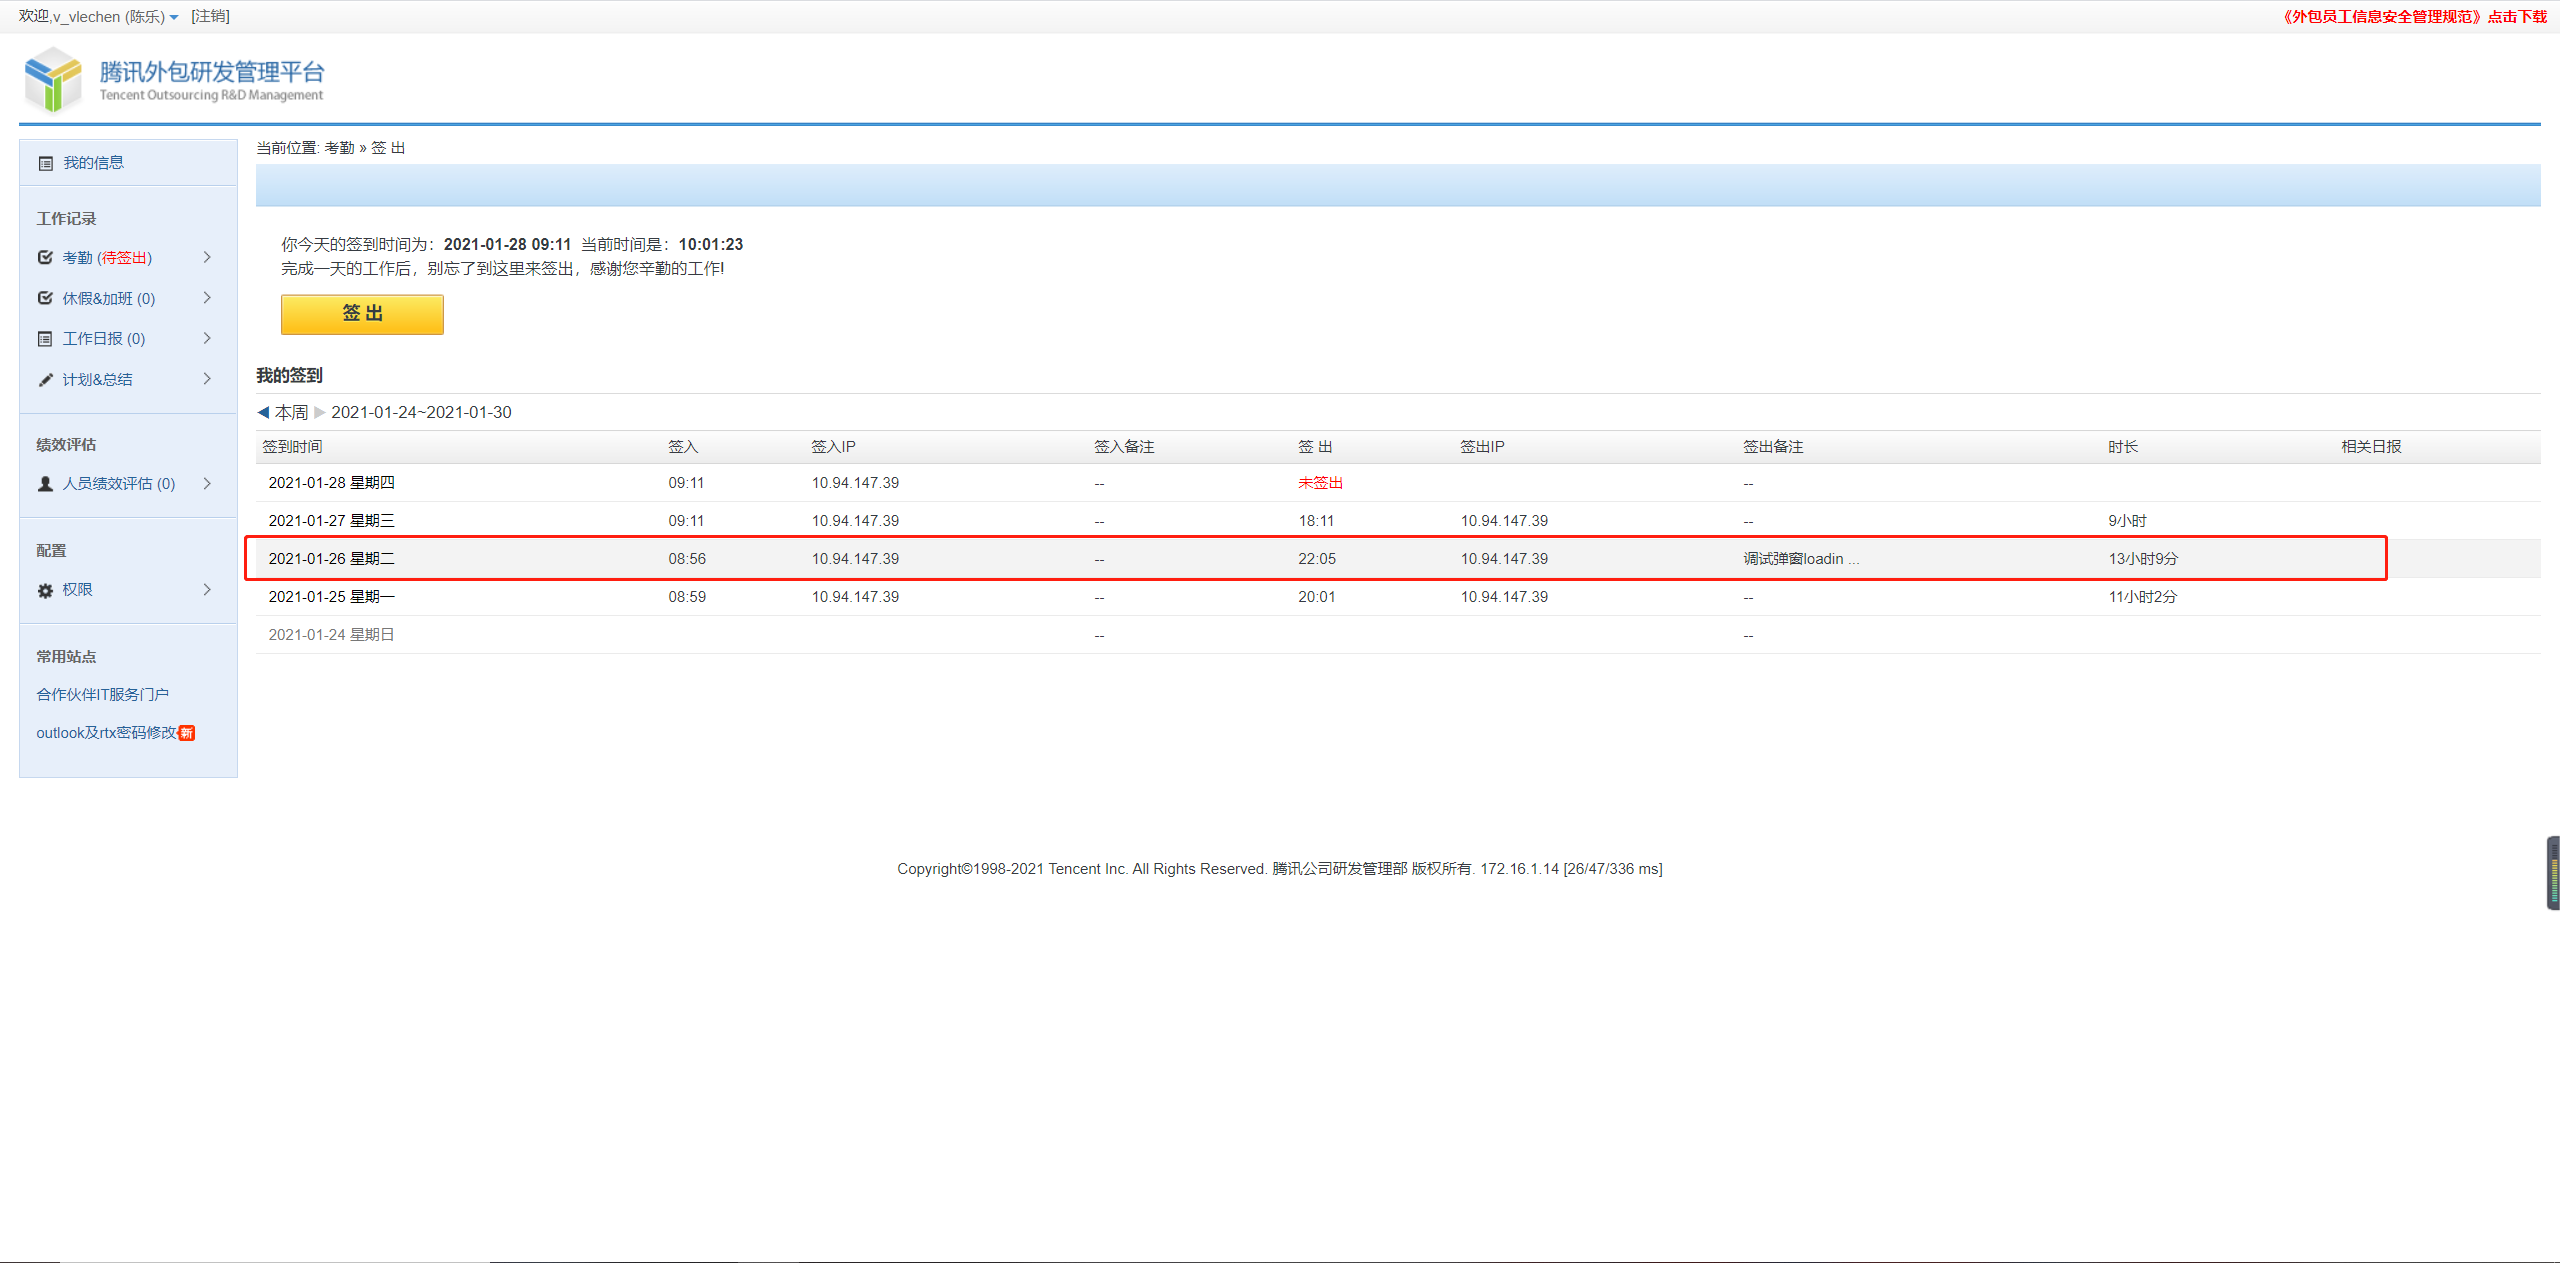 欢迎,v_vlechen (陈乐) [注销]
《外包员工信息安全管理规范》点击下载
腾讯外包研发管理平台
Tencent Outsourcing R&D Management
我的信息
工作记录
考勤 (待签出)
休假&加班 (0)
工作日报 (0)
计划&总结
绩效评估
人员绩效评估 (0)
配置
权限
常用站点
合作伙伴IT服务门户
outlook及rtx密码修改 新
当前位置: 考勤 » 签 出
你今天的签到时间为：2021-01-28 09:11 当前时间是：10:01:23
完成一天的工作后，别忘了到这里来签出，感谢您辛勤的工作!
签 出
我的签到
本周 2021-01-24~2021-01-30
签到时间 签入 签入IP 签入备注 签 出 签出IP 签出备注 时长 相关日报
2021-01-28 星期四 09:11 10.94.147.39 -- 未签出 --
2021-01-27 星期三 09:11 10.94.147.39 -- 18:11 10.94.147.39 -- 9小时
2021-01-26 星期二 08:56 10.94.147.39 -- 22:05 10.94.147.39 调试弹窗loadin ... 13小时9分
2021-01-25 星期一 08:59 10.94.147.39 -- 20:01 10.94.147.39 -- 11小时2分
2021-01-24 星期日 -- --
Copyright©1998-2021 Tencent Inc. All Rights Reserved. 腾讯公司研发管理部 版权所有. 172.16.1.14 [26/47/336 ms]